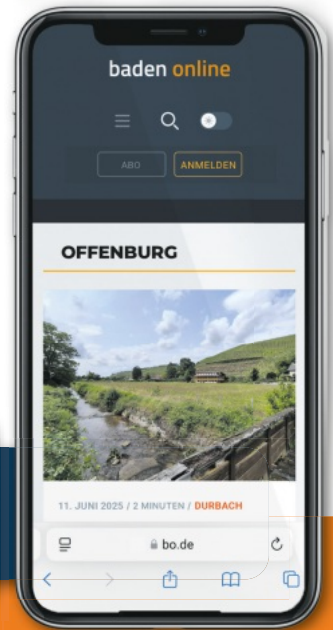 baden online
ABO
ANMELDEN
OFFENBURG
11. JUNI 2025 / 2 MINUTEN / DURBACH
bo.de